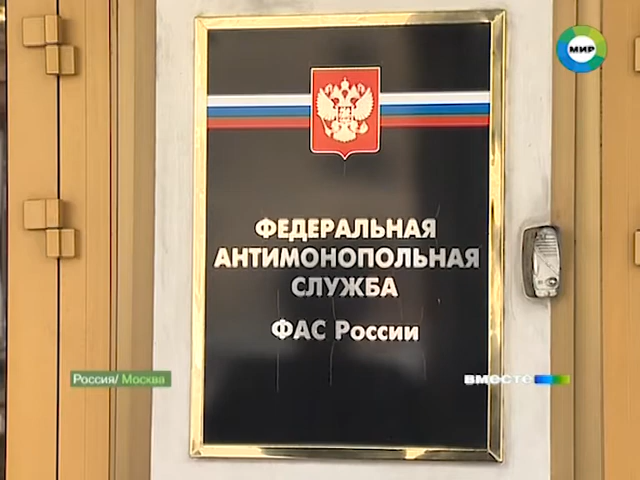 МИР
ФЕДЕРАЛЬНАЯ
АНТИМОНОПОЛЬНАЯ
СЛУЖБА
ФАС России
Россия/ Москва
вместе